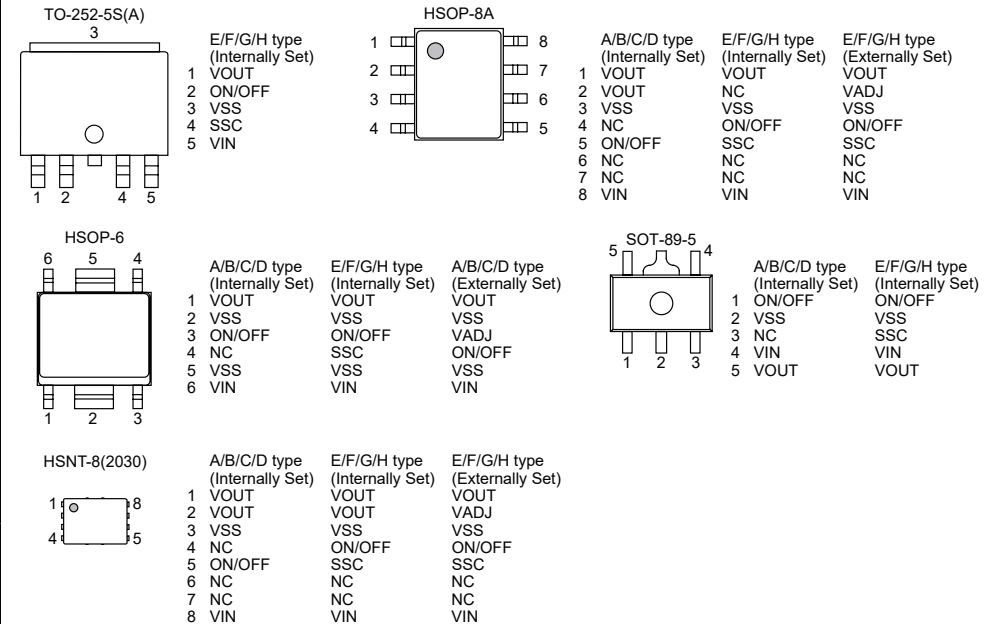 TO-252-5S(A)
3
1 2 4 5
E/F/G/H type
(Internally Set)
1 VOUT
2 ON/OFF
3 VSS
4 SSC
5 VIN
HSOP-8A
1 8
2 7
3 6
4 5
A/B/C/D type E/F/G/H type E/F/G/H type
(Internally Set) (Internally Set) (Externally Set)
1 VOUT VOUT VOUT
2 VOUT NC VADJ
3 VSS VSS VSS
4 NC ON/OFF ON/OFF
5 ON/OFF SSC SSC
6 NC NC NC
7 NC NC NC
8 VIN VIN VIN
HSOP-6
6 5 4
1 2 3
A/B/C/D type E/F/G/H type A/B/C/D type
(Internally Set) (Internally Set) (Externally Set)
1 VOUT VOUT VOUT
2 VSS VSS VSS
3 ON/OFF ON/OFF VADJ
4 NC SSC ON/OFF
5 VSS VSS VSS
6 VIN VIN VIN
SOT-89-5
5 4
1 2 3
A/B/C/D type E/F/G/H type
(Internally Set) (Internally Set)
1 ON/OFF ON/OFF
2 VSS VSS
3 NC SSC
4 VIN VIN
5 VOUT VOUT
HSNT-8(2030)
1 8
4 5
A/B/C/D type E/F/G/H type E/F/G/H type
(Internally Set) (Internally Set) (Externally Set)
1 VOUT VOUT VOUT
2 VOUT VOUT VADJ
3 VSS VSS VSS
4 NC ON/OFF ON/OFF
5 ON/OFF SSC SSC
6 NC NC NC
7 NC NC NC
8 VIN VIN VIN